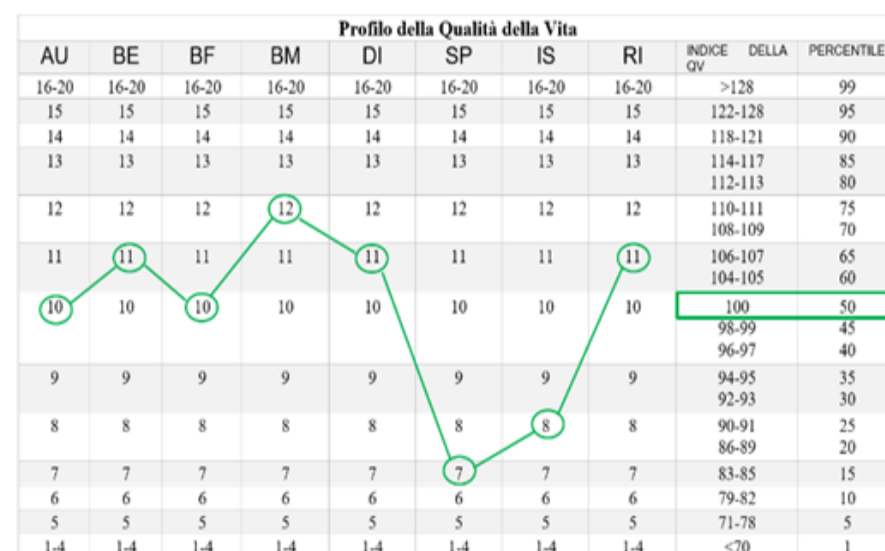 Profilo della Qualità della Vita
AU BE BF BM DI SP IS RI INDICE DELLA QV PERCENTILE
16-20 16-20 16-20 16-20 16-20 16-20 16-20 16-20 >128 99
15 15 15 15 15 15 15 15 122-128 95
14 14 14 14 14 14 14 14 118-121 90
13 13 13 13 13 13 13 13 114-117 85
112-113 80
12 12 12 12 12 12 12 12 110-111 75
108-109 70
11 11 11 11 11 11 11 11 106-107 65
104-105 60
10 10 10 10 10 10 10 10 100 50
98-99 45
96-97 40
9 9 9 9 9 9 9 9 94-95 35
92-93 30
8 8 8 8 8 8 8 8 90-91 25
86-89 20
7 7 7 7 7 7 7 7 83-85 15
6 6 6 6 6 6 6 6 79-82 10
5 5 5 5 5 5 5 5 71-78 5
1-4 1-4 1-4 1-4 1-4 1-4 1-4 1-4 <70 1